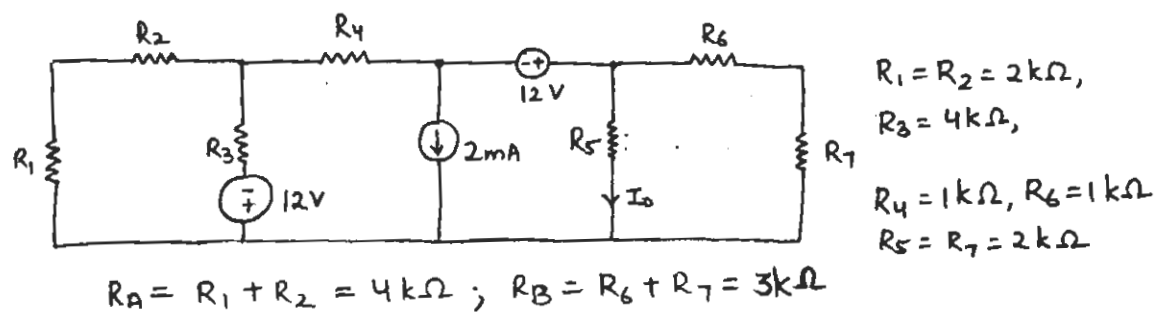 R2 R4 R6
12V
R1 R3 2mA R5 R7
-+ 12V I0
R1 = R2 = 2kΩ,
R3 = 4kΩ,
R4 = 1kΩ, R6 = 1kΩ
R5 = R7 = 2kΩ
RA = R1 + R2 = 4kΩ ; RB = R6 + R7 = 3kΩ